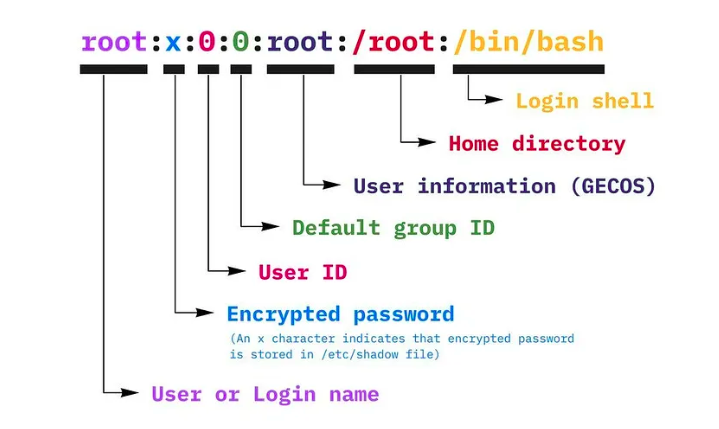 root:x:0:0:root:/root:/bin/bash
Login shell
Home directory
User information (GECOS)
Default group ID
User ID
Encrypted password
(An x character indicates that encrypted password
is stored in /etc/shadow file)
User or Login name